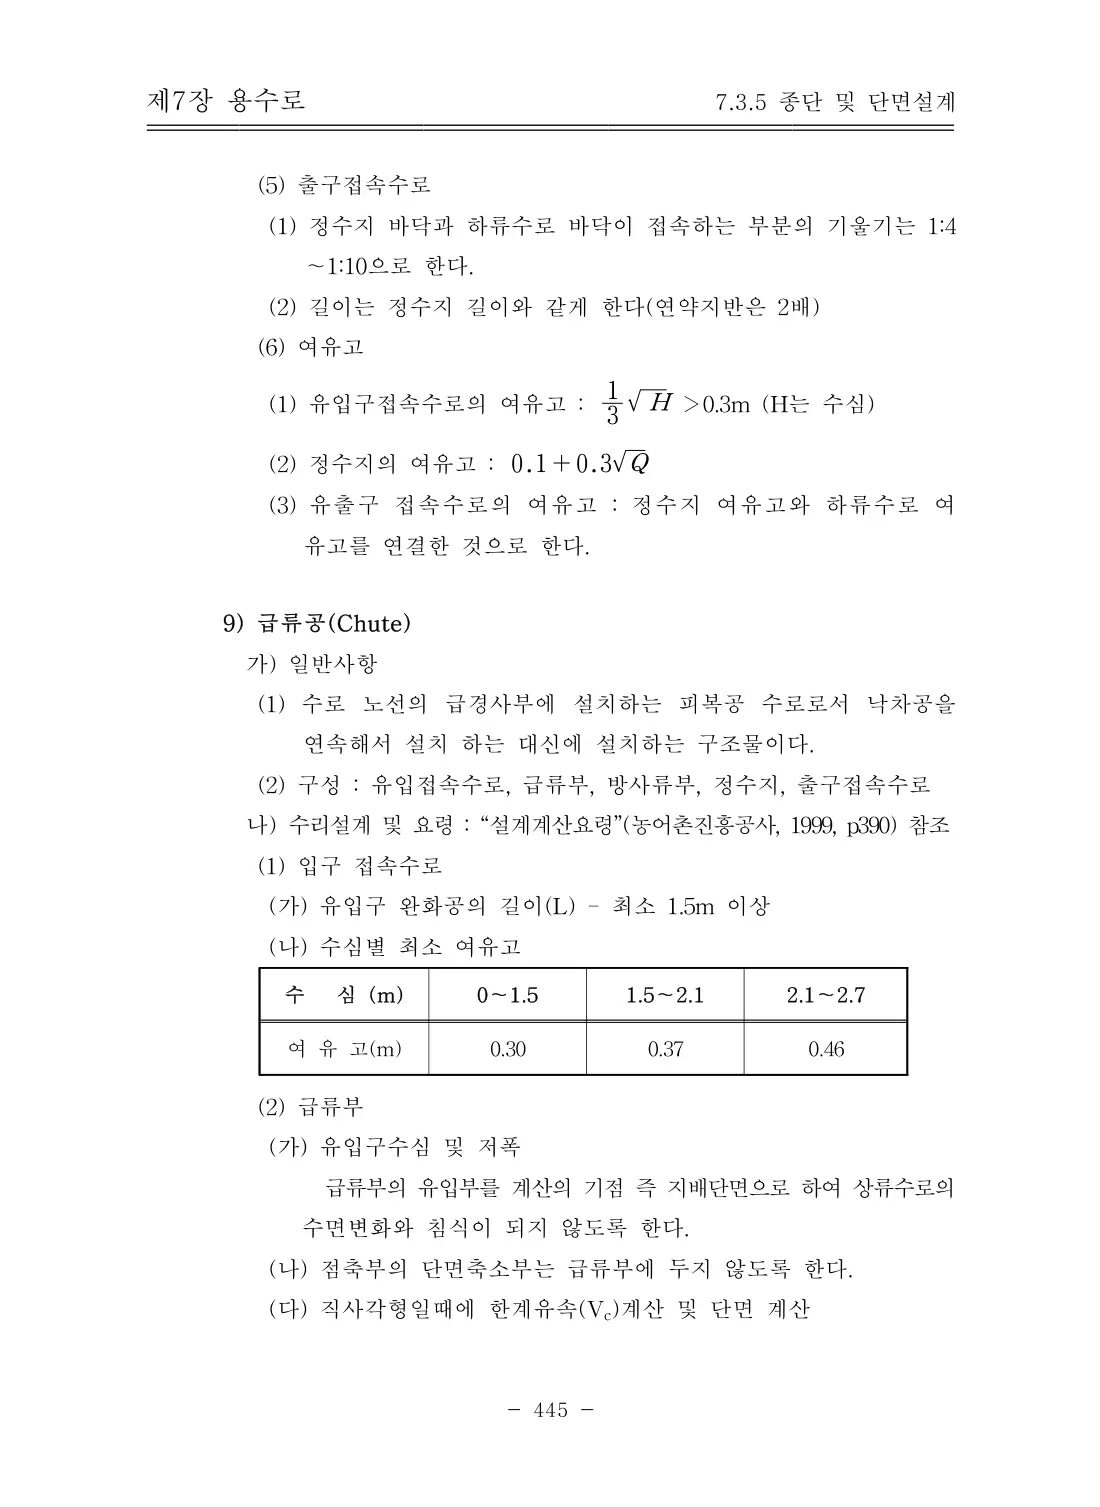 제7장 용수로
7.3.5 종단 및 단면설계
(5) 출구접속수로
(1) 정수지 바닥과 하류수로 바닥이 접속하는 부분의 기울기는 1:4
∼1:10으로 한다.
(2) 길이는 정수지 길이와 같게 한다(연약지반은 2배)
(6) 여유고
(1) 유입구접속수로의 여유고 : 1/3 √H >0.3m (H는 수심)
(2) 정수지의 여유고 : 0.1+0.3√Q
(3) 유출구 접속수로의 여유고 : 정수지 여유고와 하류수로 여
유고를 연결한 것으로 한다.
9) 급류공(Chute)
가) 일반사항
(1) 수로 노선의 급경사부에 설치하는 피복공 수로로서 낙차공을
연속해서 설치 하는 대신에 설치하는 구조물이다.
(2) 구성 : 유입접속수로, 급류부, 방사류부, 정수지, 출구접속수로
나) 수리설계 및 요령 : “설계계산요령”(농어촌진흥공사, 1999, p390) 참조
(1) 입구 접속수로
(가) 유입구 완화공의 길이(L) - 최소 1.5m 이상
(나) 수심별 최소 여유고
수 심 (m) 0∼1.5 1.5∼2.1 2.1∼2.7
여 유 고(m) 0.30 0.37 0.46
(2) 급류부
(가) 유입구수심 및 저폭
급류부의 유입부를 계산의 기점 즉 지배단면으로 하여 상류수로의
수면변화와 침식이 되지 않도록 한다.
(나) 점축부의 단면축소부는 급류부에 두지 않도록 한다.
(다) 직사각형일때에 한계유속(Vc)계산 및 단면 계산
- 445 -